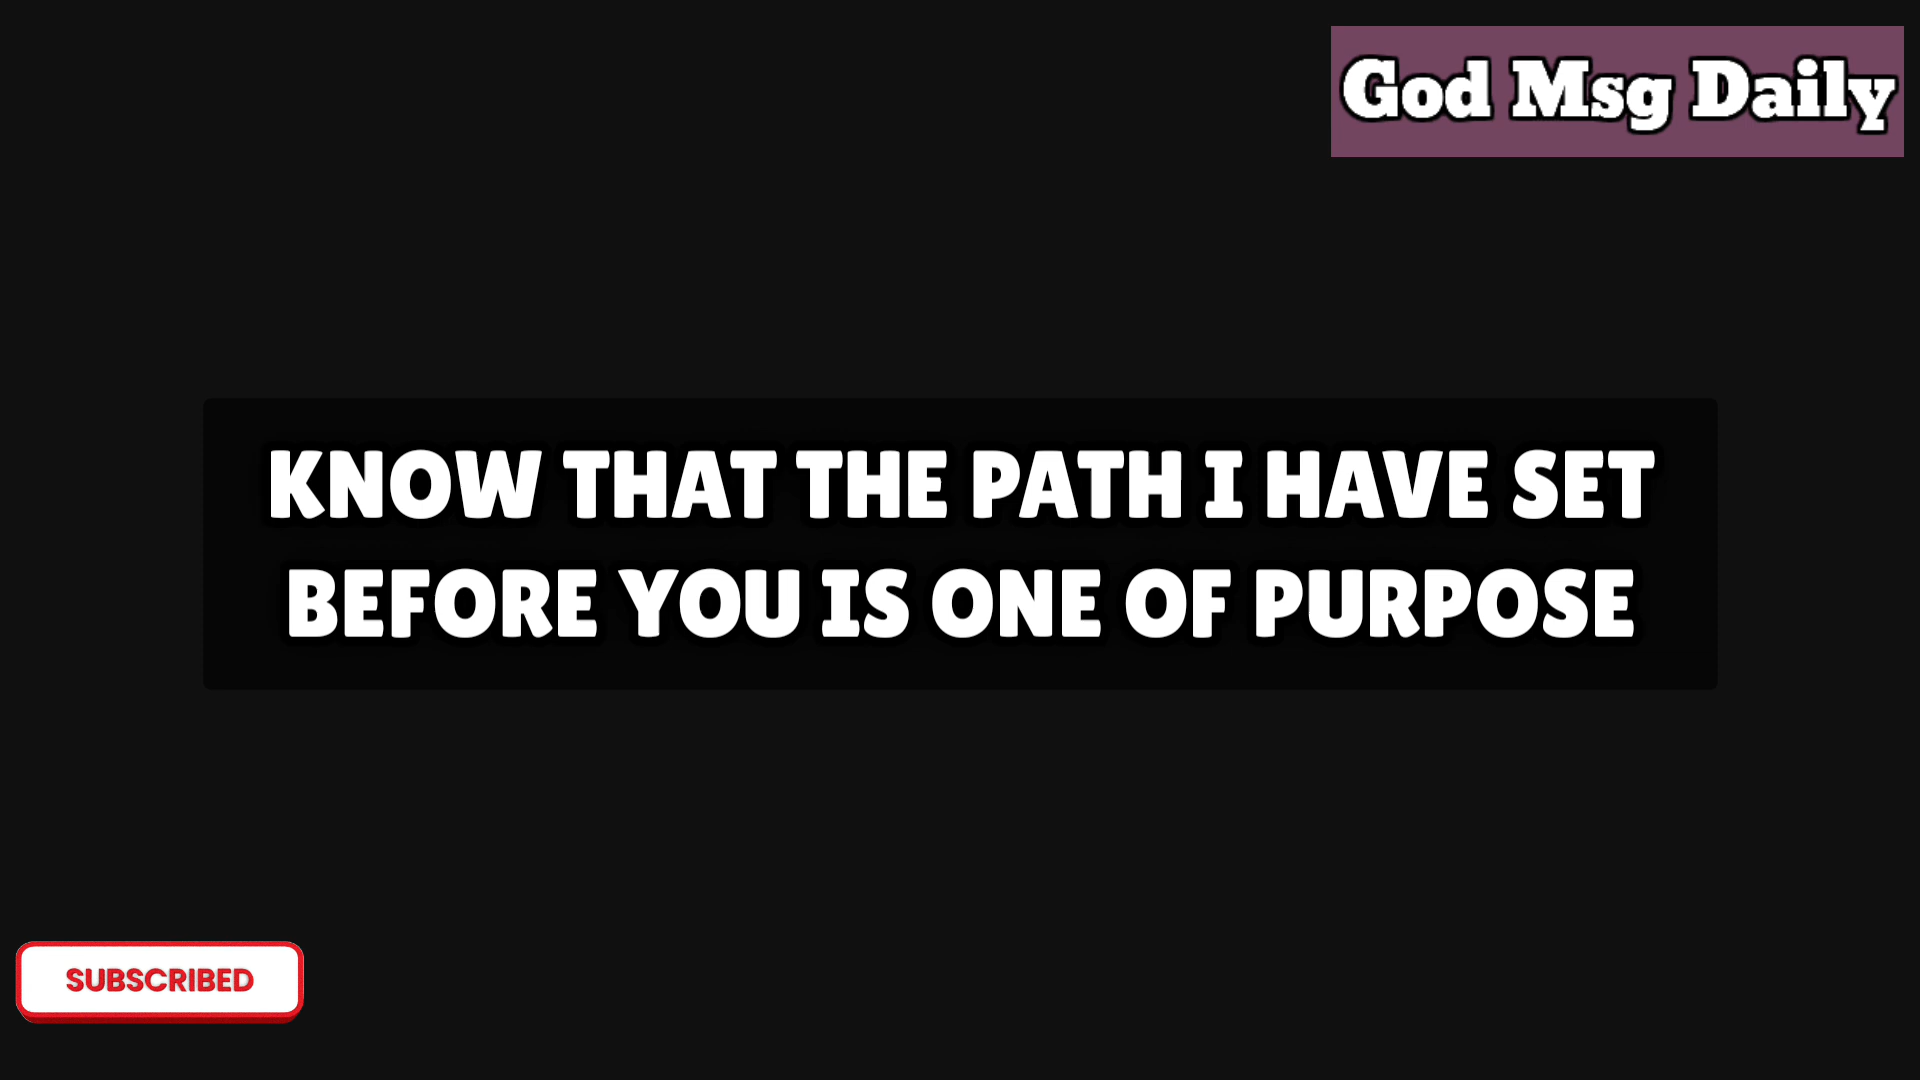 God Msg Daily
KNOW THAT THE PATH I HAVE SET
BEFORE YOU IS ONE OF PURPOSE
SUBSCRIBED